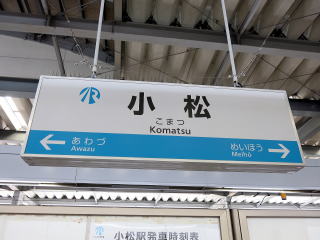 小松
こまつ
Komatsu
あわづ
Awazu
めいほう
Meihō
小松駅発車時刻表